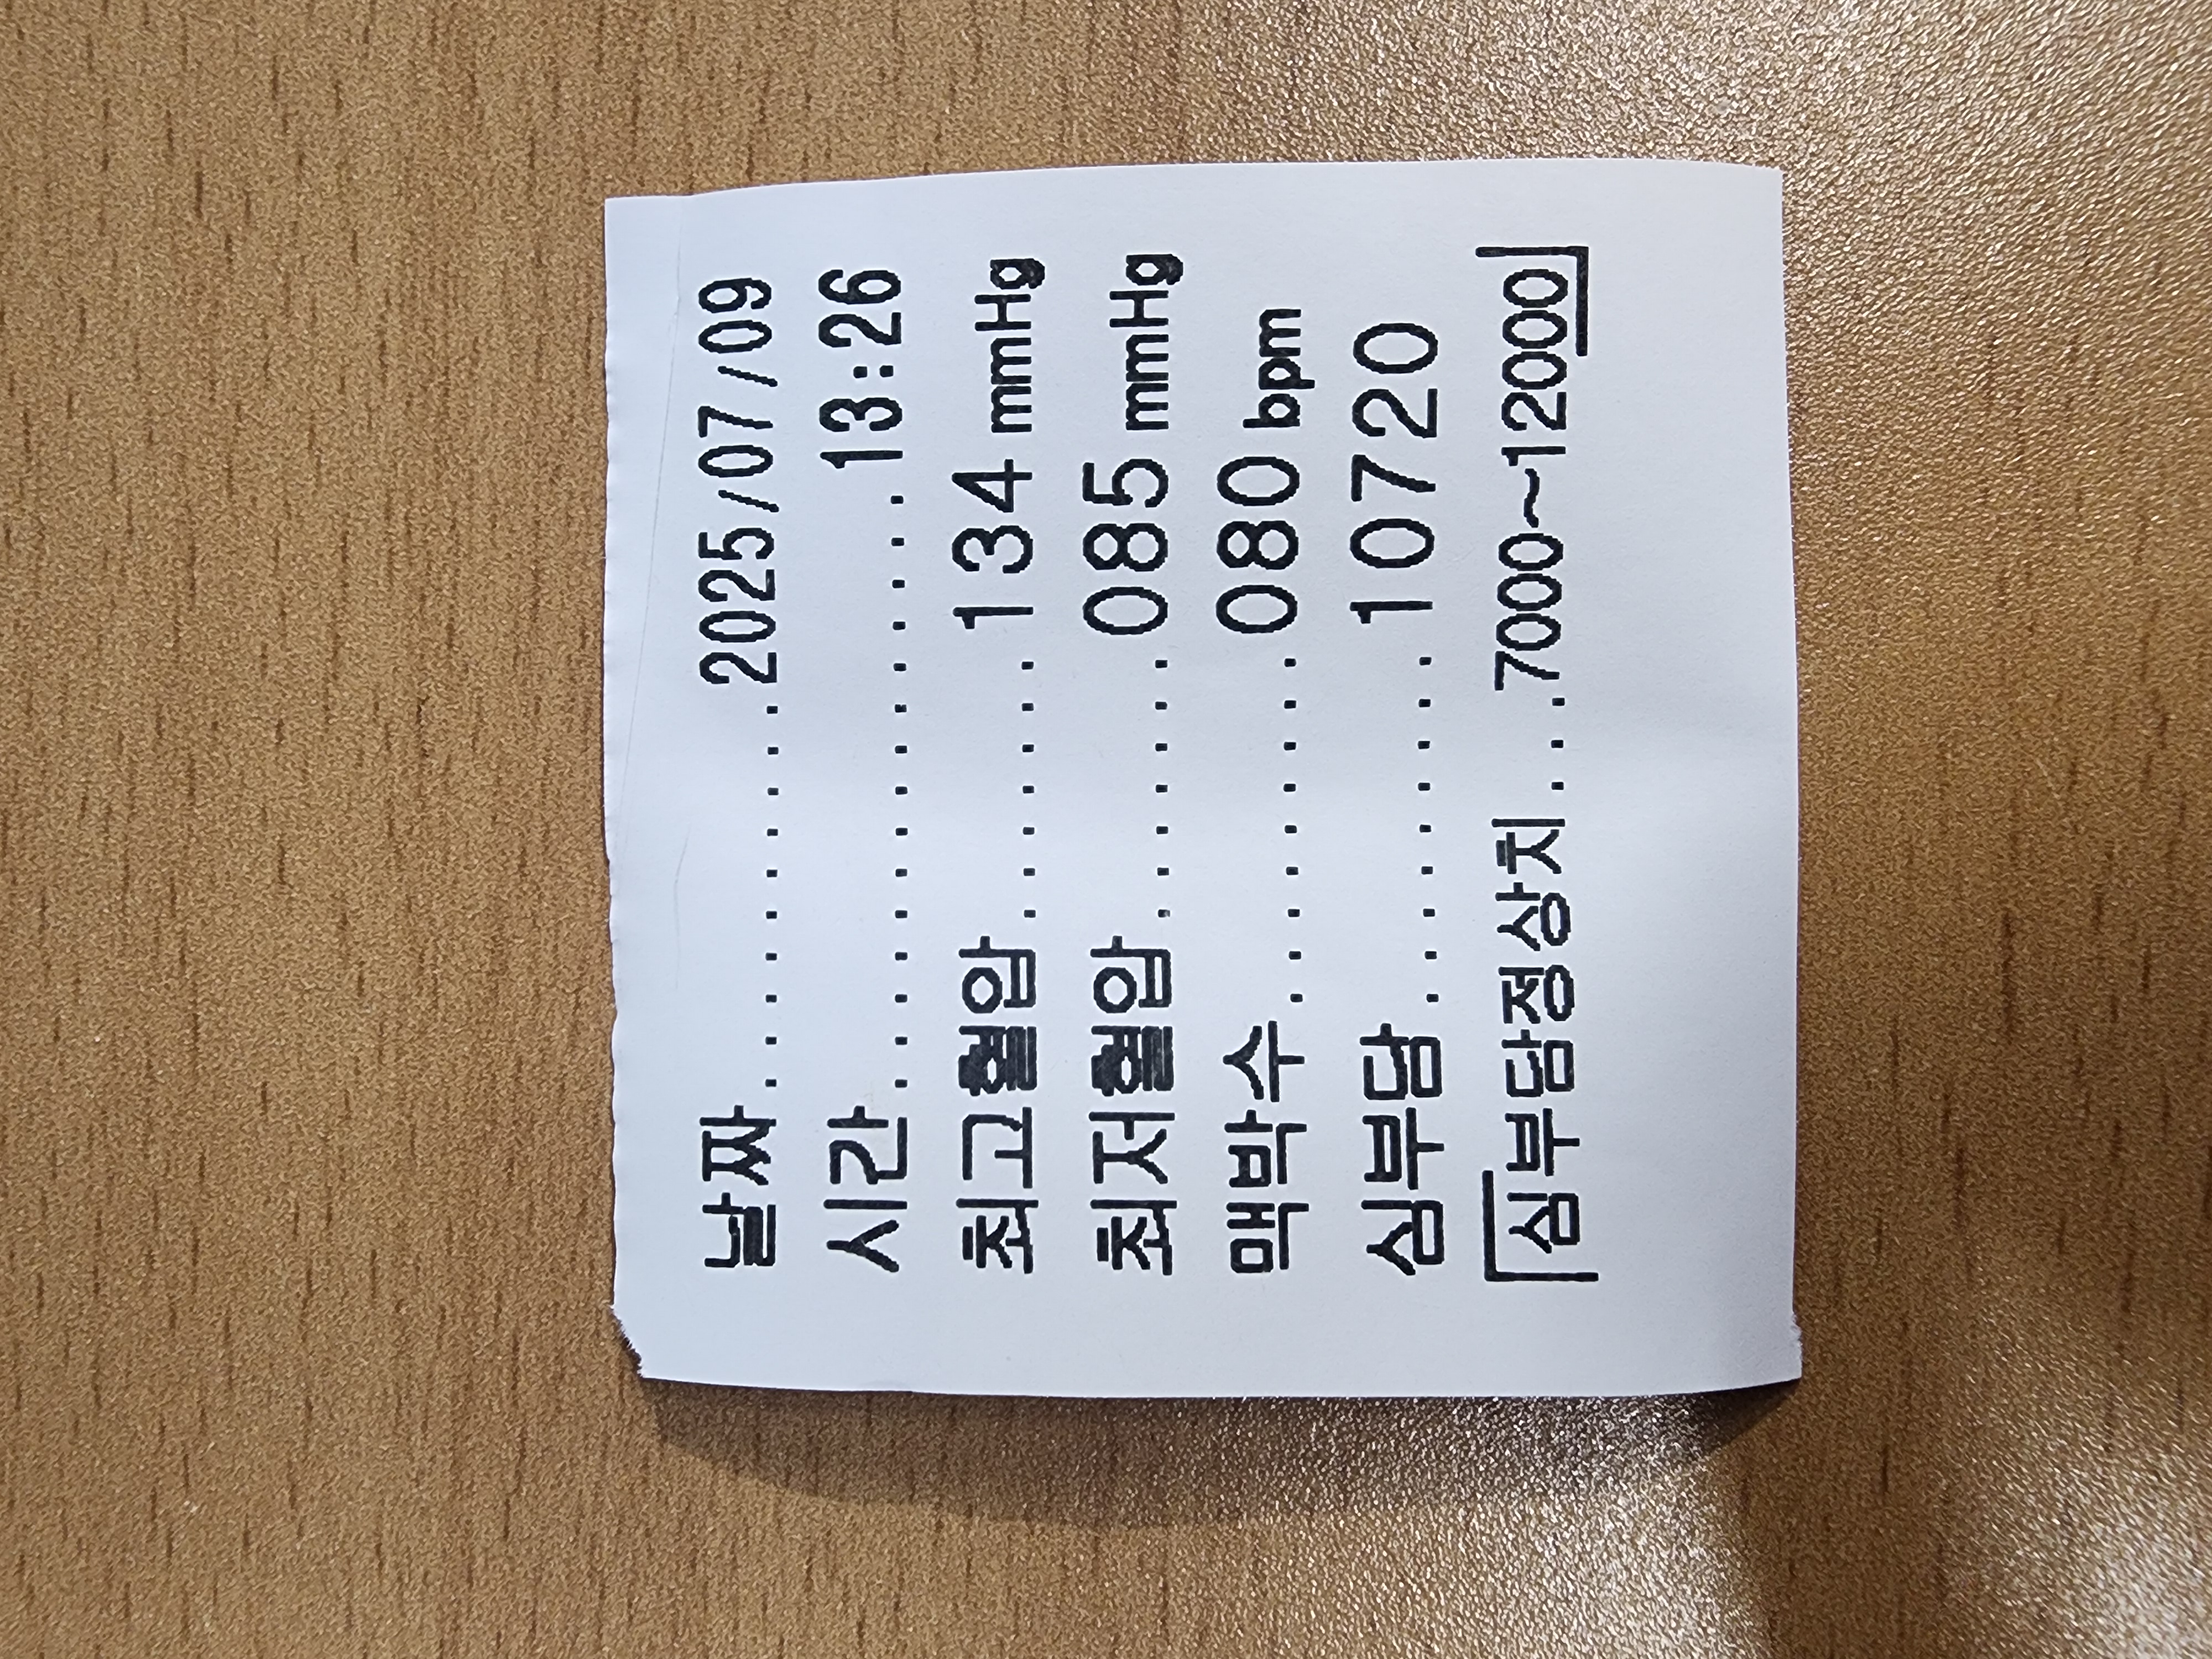 날짜.............2025/07/09
시간...............13:26
최고혈압.......134 mmHg
최저혈압.......085 mmHg
맥박수.........080 bpm
심부담.........10720
「심부담정상치...7000~12000」